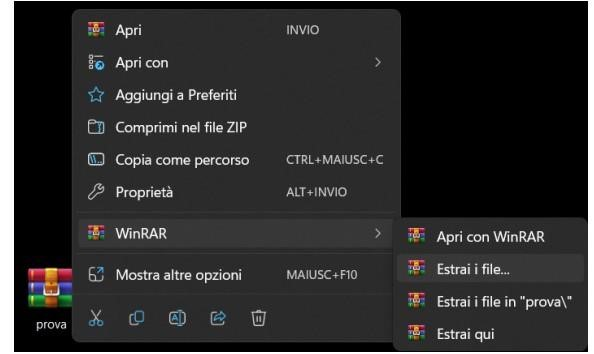 Apri INVIO
Apri con
Aggiungi a Preferiti
Comprimi nel file ZIP
Copia come percorso CTRL+MAIUSC+C
Proprietà ALT+INVIO
WinRAR
Mostra altre opzioni MAIUSC+F10
Apri con WinRAR
Estrai i file...
Estrai i file in "prova\"
Estrai qui
prova